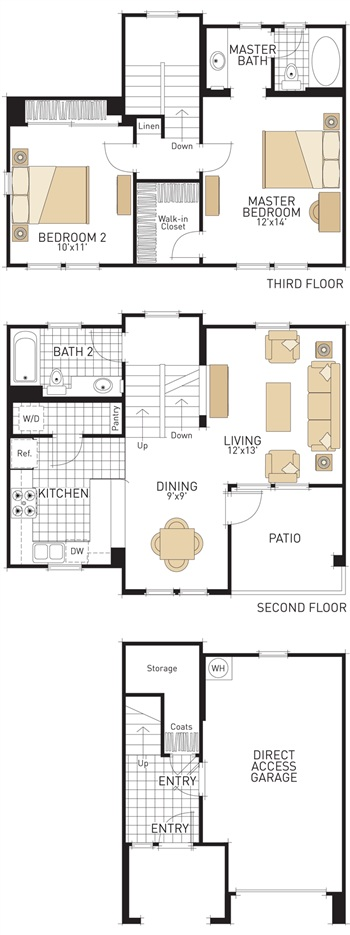 MASTER
BATH
Linen
Down
MASTER
BEDROOM
12'x14'
BEDROOM 2
10'x11'
Walk-in
Closet
THIRD FLOOR
BATH 2
W/D
Pantry
Ref.
Up
Down
LIVING
12'x13'
KITCHEN
DINING
9'x9'
PATIO
DW
SECOND FLOOR
Storage
WH
Coats
Up
ENTRY
DIRECT
ACCESS
GARAGE
ENTRY